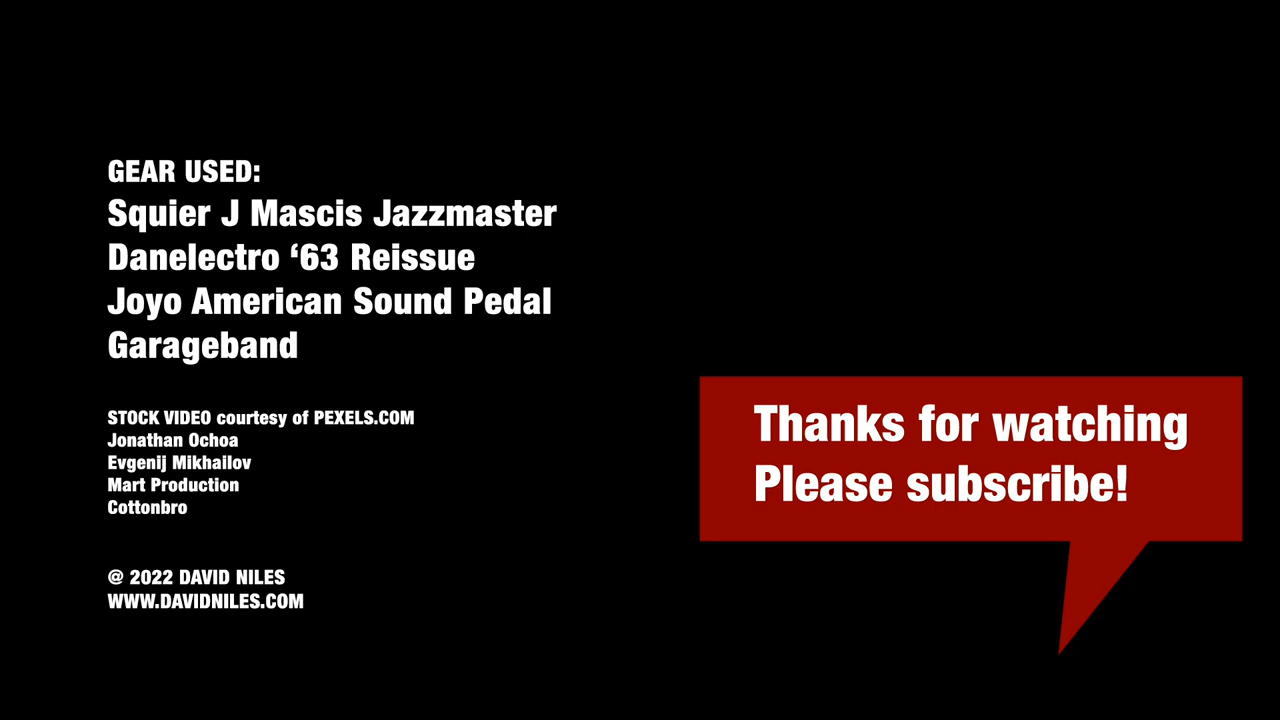 GEAR USED:
Squier J Mascis Jazzmaster
Danelectro ‘63 Reissue
Joyo American Sound Pedal
Garageband
STOCK VIDEO courtesy of PEXELS.COM
Jonathan Ochoa
Evgenij Mikhailov
Mart Production
Cottonbro
@ 2022 DAVID NILES
WWW.DAVIDNILES.COM
Thanks for watching
Please subscribe!